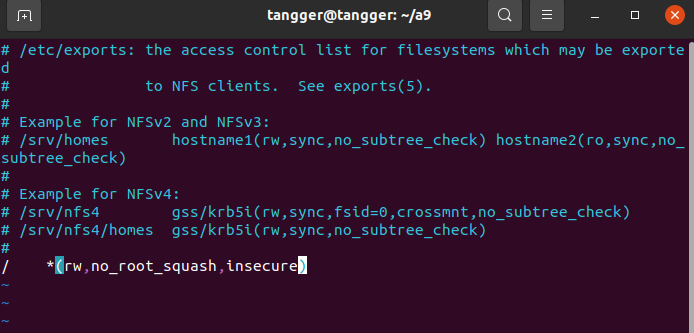 tangger@tangger: ~/a9
# /etc/exports: the access control list for filesystems which may be exporte
d
#               to NFS clients.  See exports(5).
#
# Example for NFSv2 and NFSv3:
# /srv/homes       hostname1(rw,sync,no_subtree_check) hostname2(ro,sync,no_
subtree_check)
#
# Example for NFSv4:
# /srv/nfs4        gss/krb5i(rw,sync,fsid=0,crossmnt,no_subtree_check)
# /srv/nfs4/homes  gss/krb5i(rw,sync,no_subtree_check)
#
/    *(rw,no_root_squash,insecure)
~
~
~